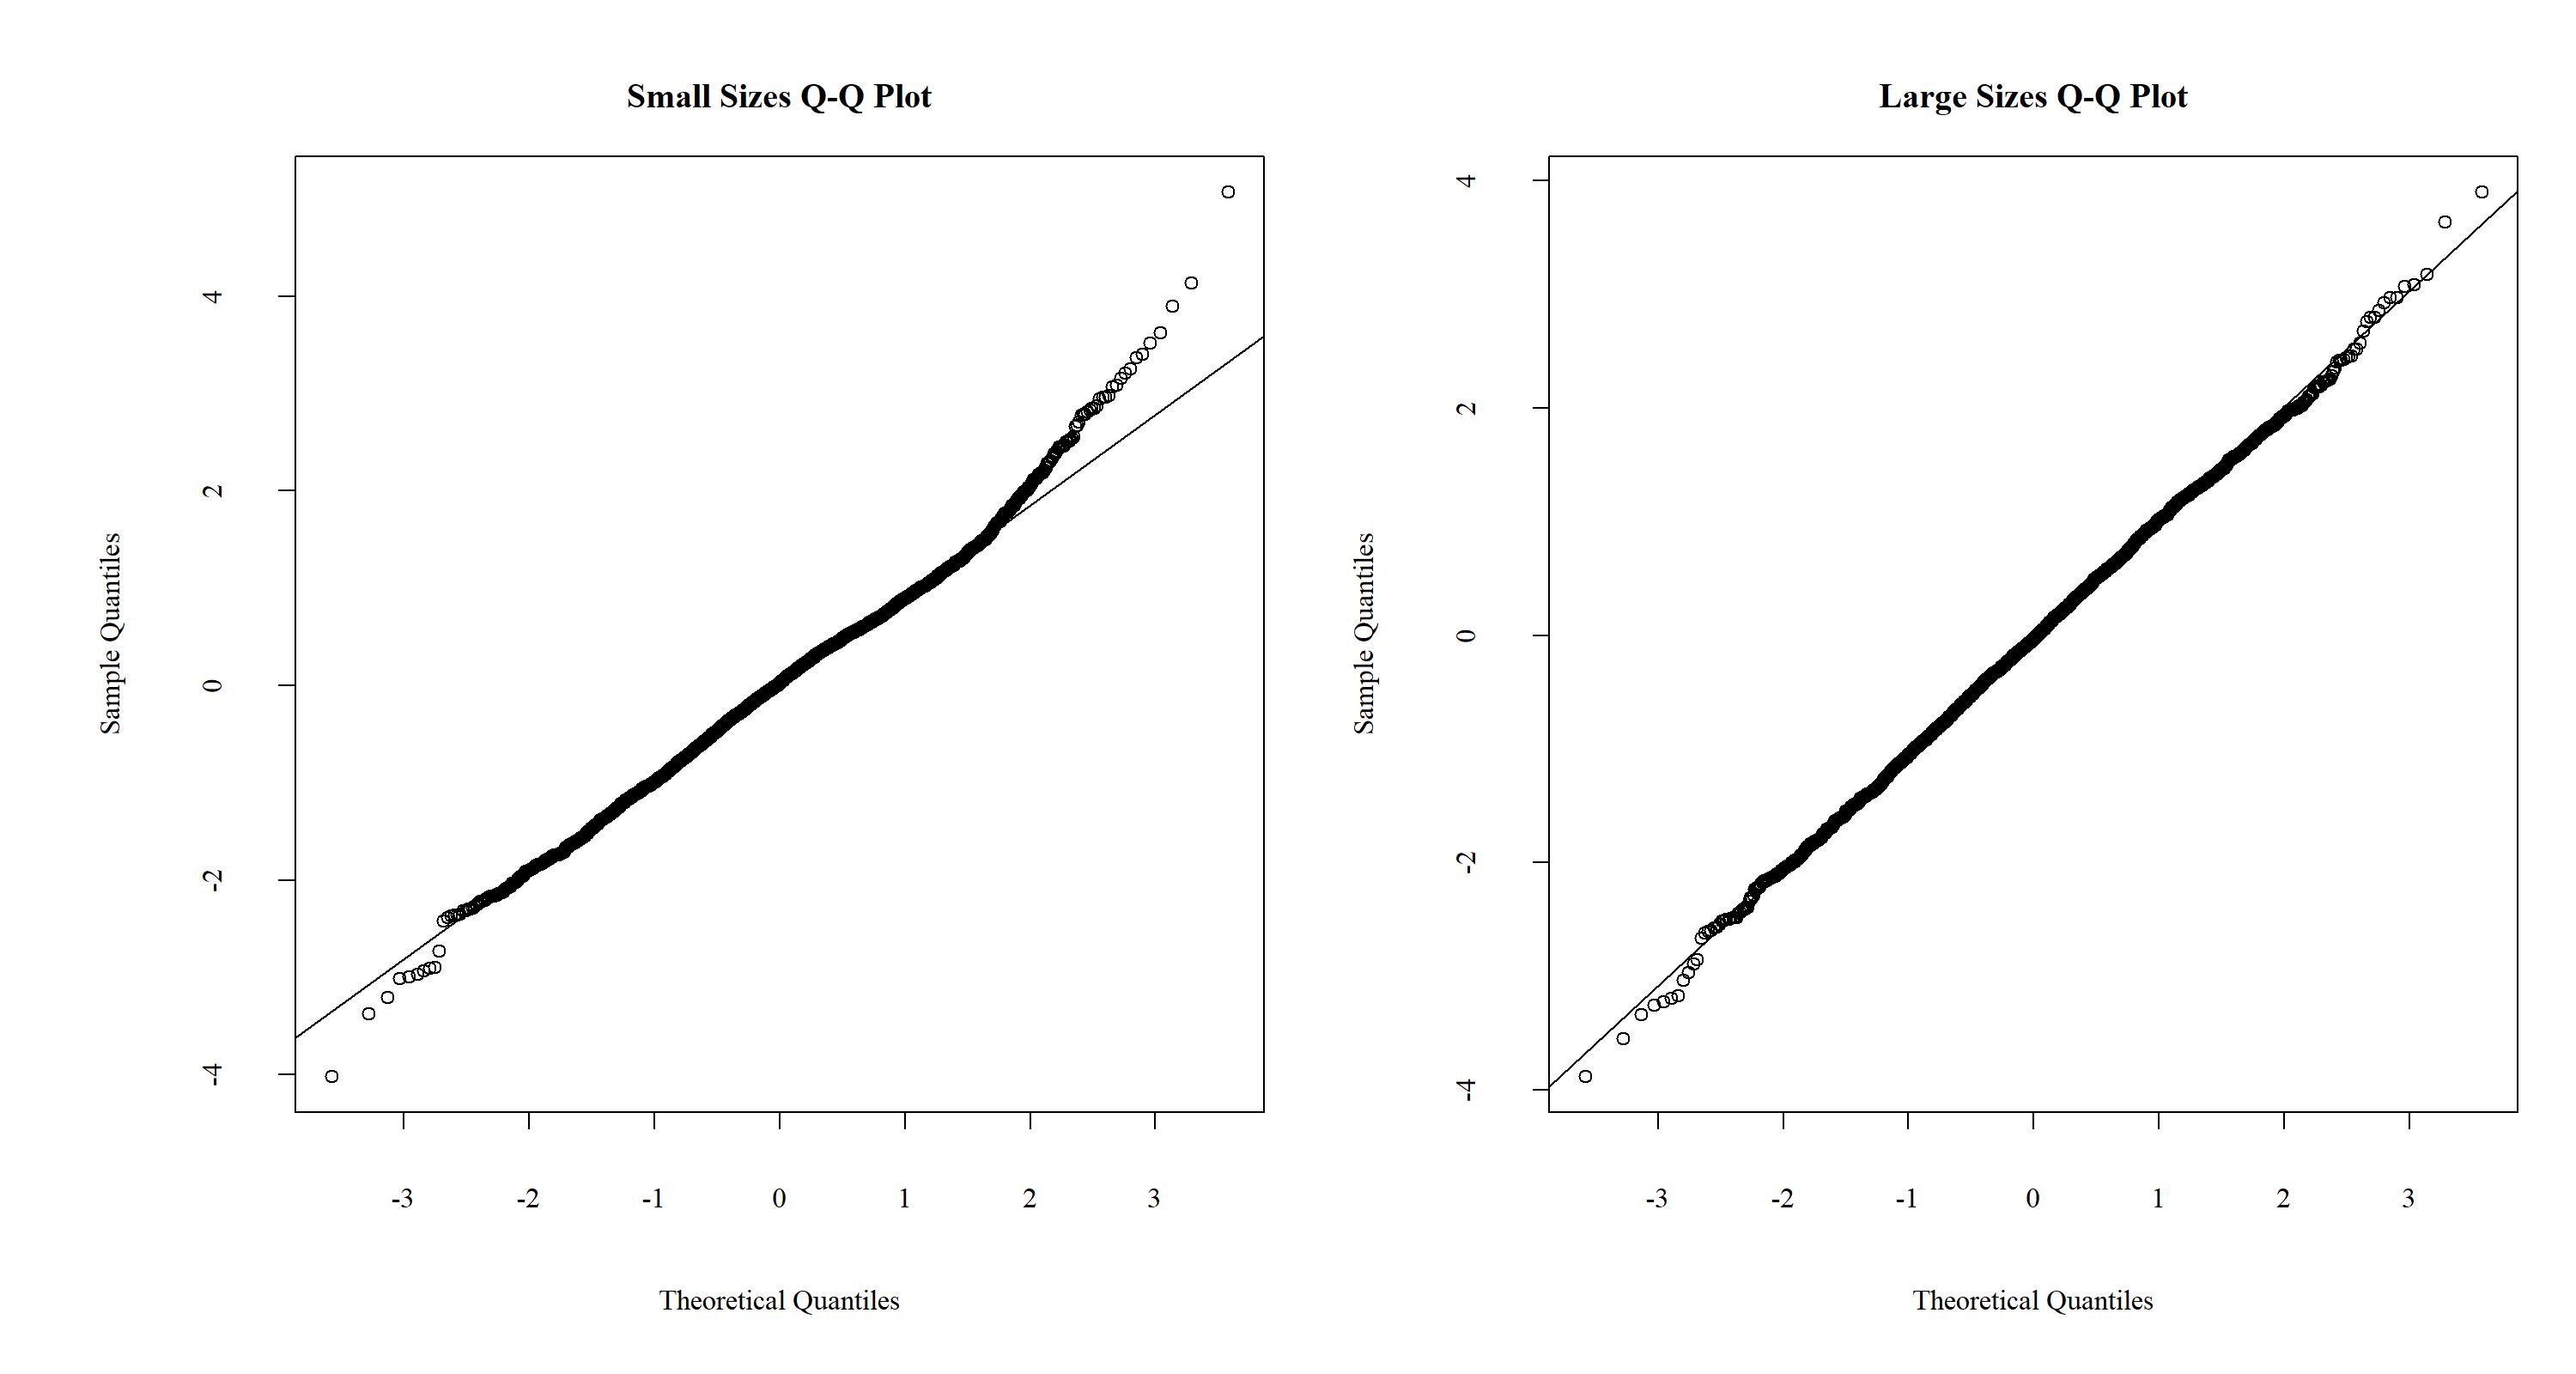 Small Sizes Q-Q Plot
Sample Quantiles
4
2
0
-2
-4
-3 -2 -1 0 1 2 3
Theoretical Quantiles
Large Sizes Q-Q Plot
Sample Quantiles
4
2
0
-2
-4
-3 -2 -1 0 1 2 3
Theoretical Quantiles